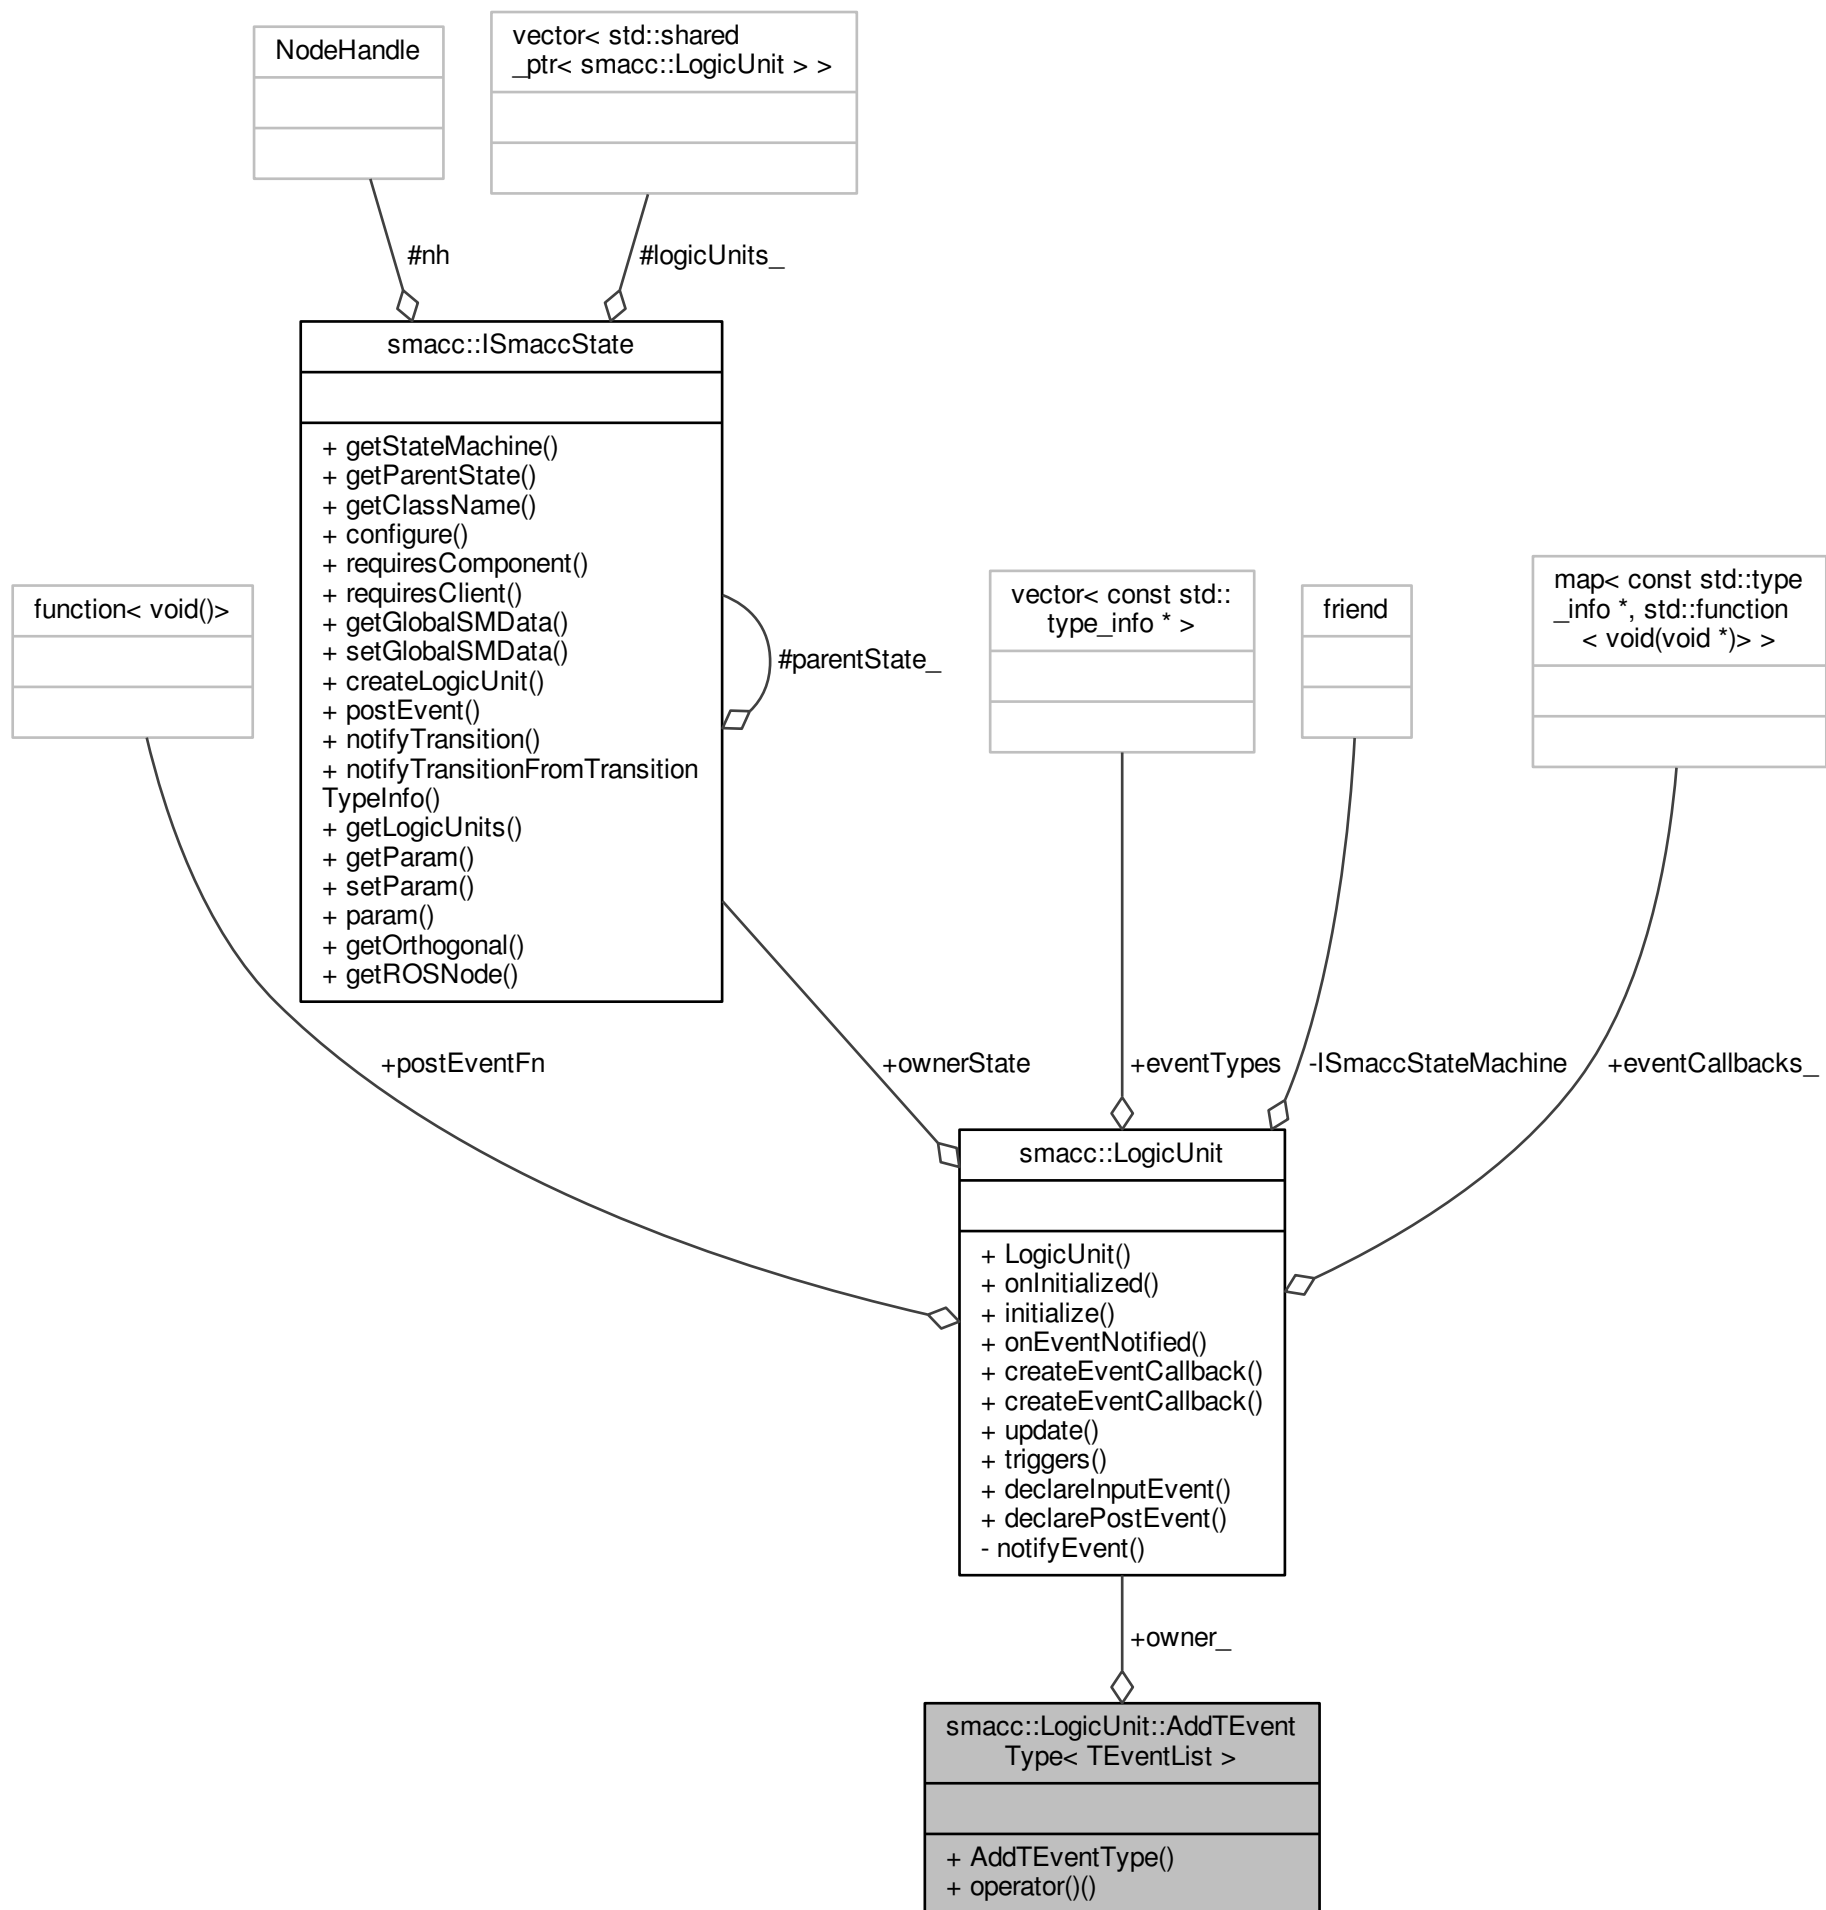 NodeHandle
vector< std::shared
_ptr< smacc::LogicUnit > >
#nh
#logicUnits_
smacc::ISmaccState
+ getStateMachine()
+ getParentState()
+ getClassName()
+ configure()
+ requiresComponent()
+ requiresClient()
+ getGlobalSMData()
+ setGlobalSMData()
+ createLogicUnit()
+ postEvent()
+ notifyTransition()
+ notifyTransitionFromTransition
TypeInfo()
+ getLogicUnits()
+ getParam()
+ setParam()
+ param()
+ getOrthogonal()
+ getROSNode()
#parentState_
function< void()>
vector< const std::
type_info * >
friend
map< const std::type
_info *, std::function
< void(void *)> >
+postEventFn
+ownerState
+eventTypes
-ISmaccStateMachine
+eventCallbacks_
smacc::LogicUnit
+ LogicUnit()
+ onInitialized()
+ initialize()
+ onEventNotified()
+ createEventCallback()
+ createEventCallback()
+ update()
+ triggers()
+ declareInputEvent()
+ declarePostEvent()
- notifyEvent()
+owner_
smacc::LogicUnit::AddTEvent
Type< TEventList >
+ AddTEventType()
+ operator()()